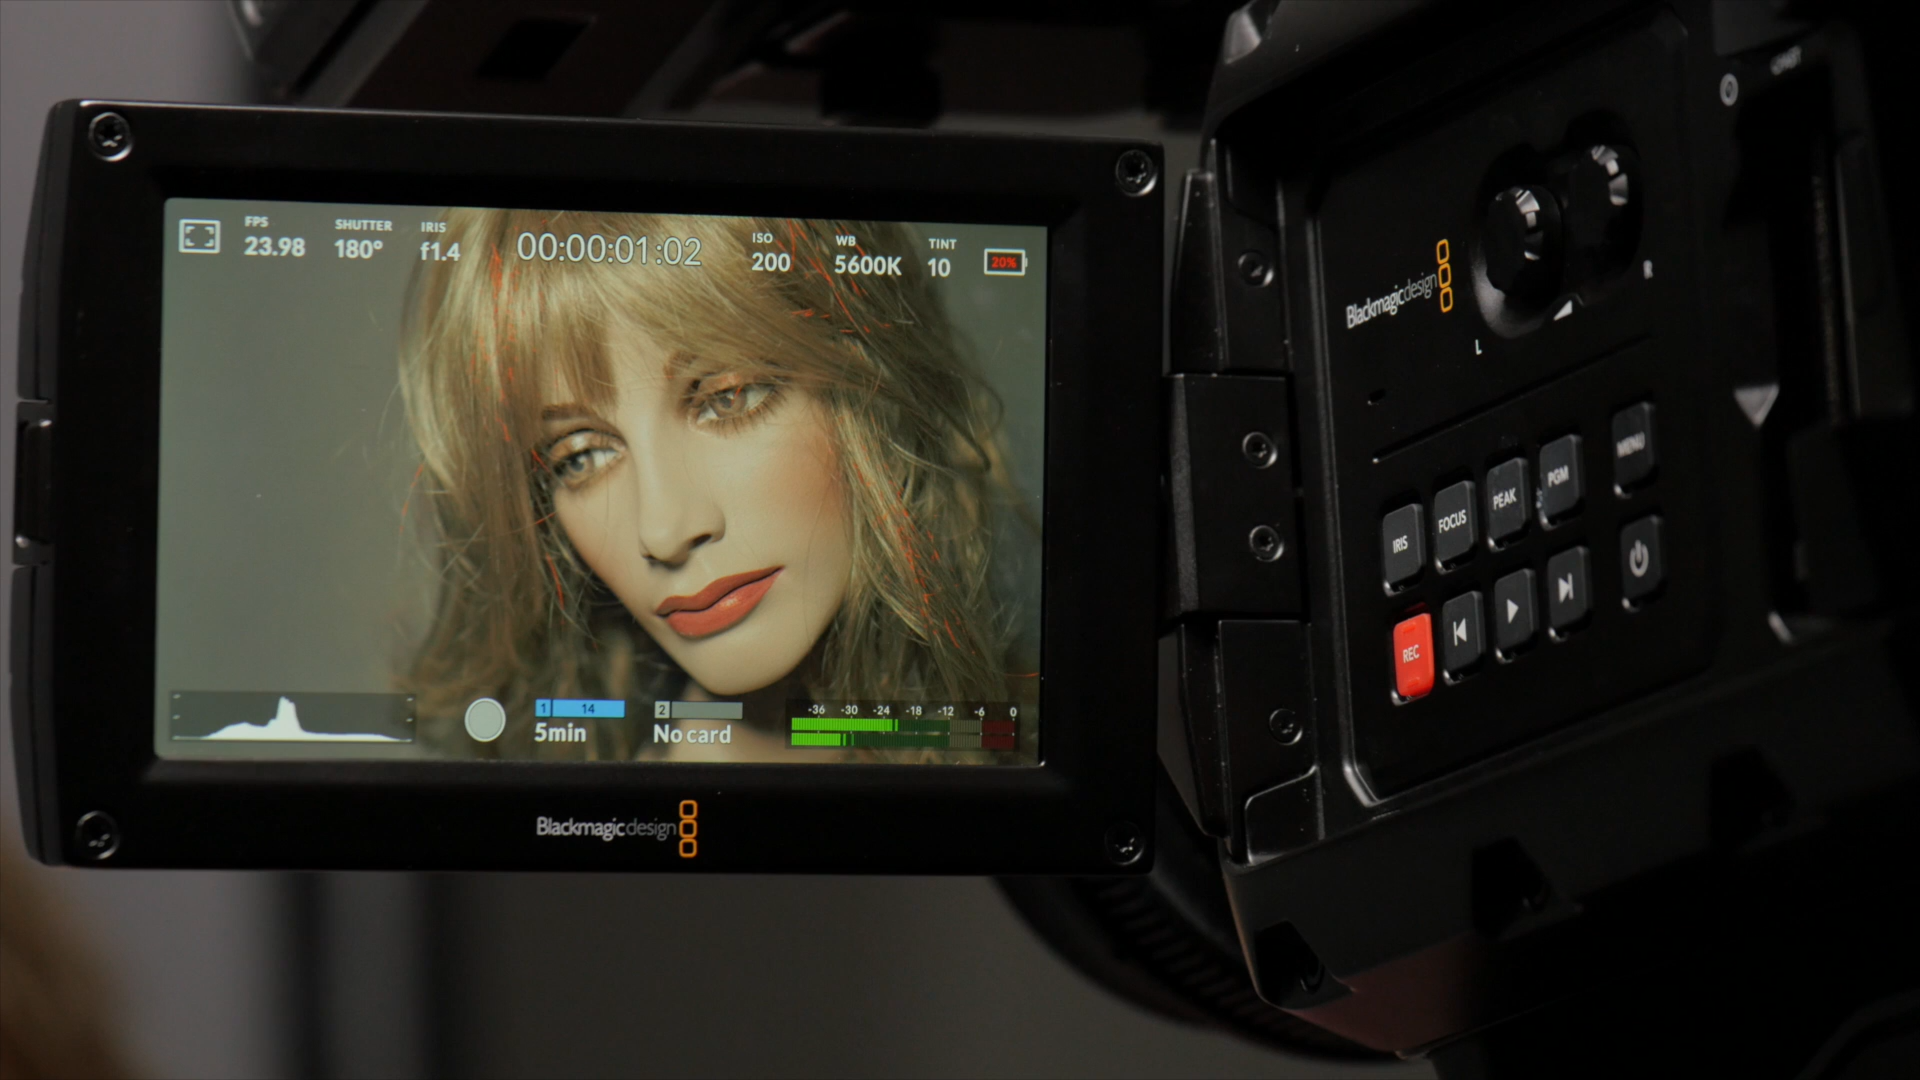 FPS
23.98
SHUTTER
180°
IRIS
f1.4
00:00:01:02
ISO
200
WB
5600K
TINT
10
20%
1 14
5min
2
No card
-36 -30 -24 -18 -12 -6 0
Blackmagicdesign
Blackmagicdesign
L
R
IRIS
FOCUS
PEAK
PGM
MENU
REC